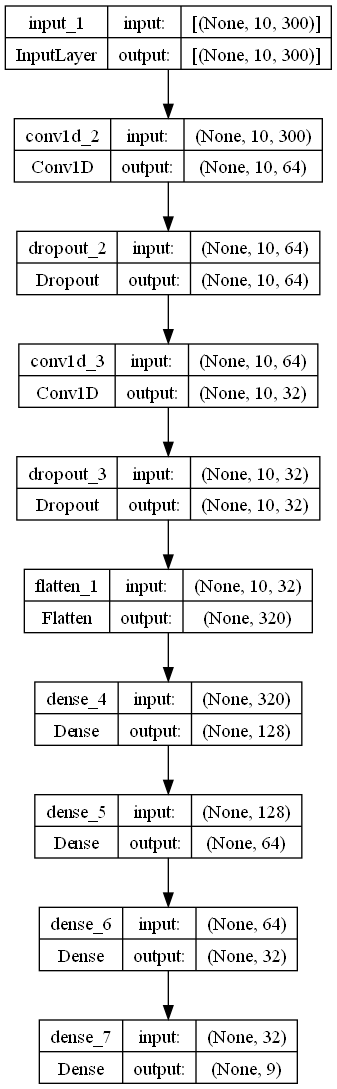 input_1 input: [(None, 10, 300)]
InputLayer output: [(None, 10, 300)]
conv1d_2 input: (None, 10, 300)
Conv1D output: (None, 10, 64)
dropout_2 input: (None, 10, 64)
Dropout output: (None, 10, 64)
conv1d_3 input: (None, 10, 64)
Conv1D output: (None, 10, 32)
dropout_3 input: (None, 10, 32)
Dropout output: (None, 10, 32)
flatten_1 input: (None, 10, 32)
Flatten output: (None, 320)
dense_4 input: (None, 320)
Dense output: (None, 128)
dense_5 input: (None, 128)
Dense output: (None, 64)
dense_6 input: (None, 64)
Dense output: (None, 32)
dense_7 input: (None, 32)
Dense output: (None, 9)